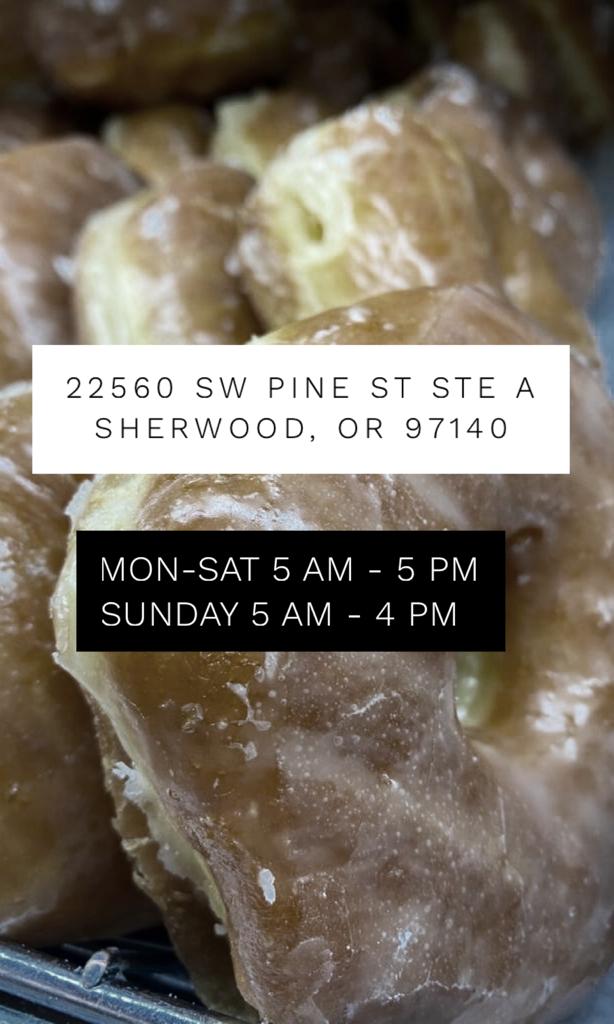 22560 SW PINE ST STE A
SHERWOOD, OR 97140
MON-SAT 5 AM - 5 PM
SUNDAY 5 AM - 4 PM